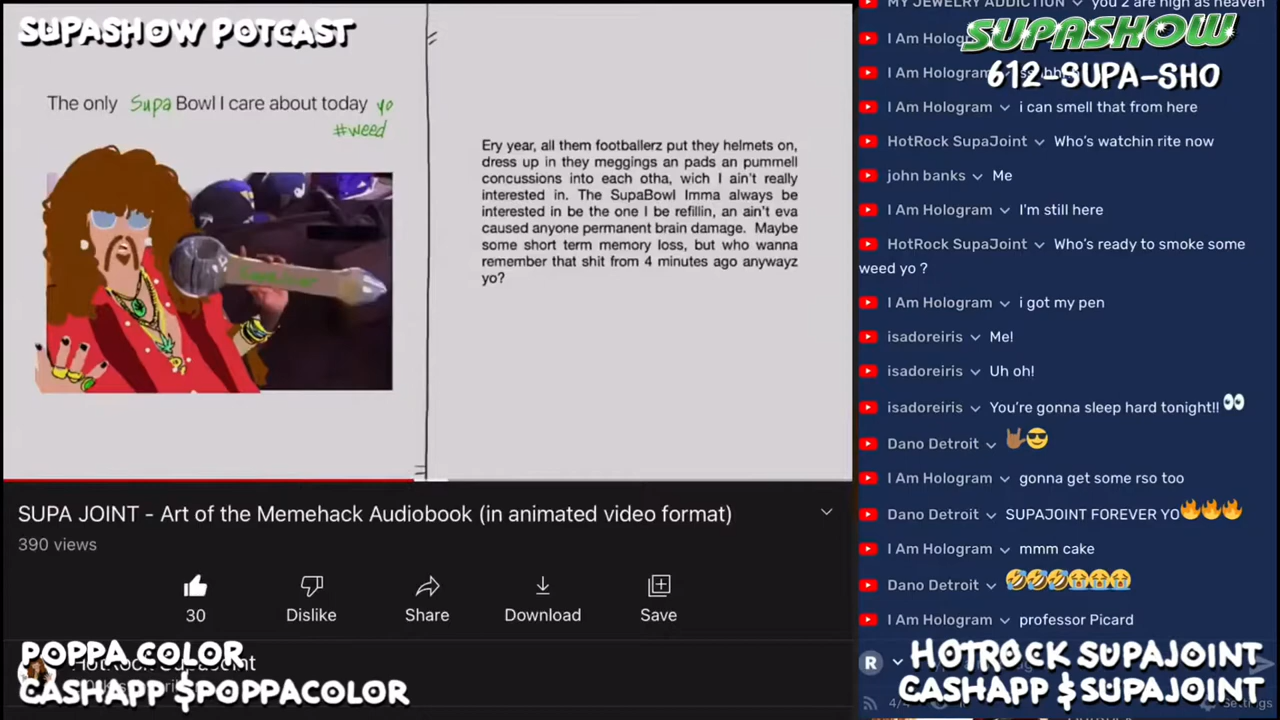 SUPASHOW POTCAST
The only Supa Bowl I care about today yo
#weed
Ery year, all them footballerz put they helmets on,
dress up in they meggings an pads an pummell
concussions into each otha, wich I ain't really
interested in. The SupaBowl Imma always be
interested in be the one I be refillin, an ain't eva
caused anyone permanent brain damage. Maybe
some short term memory loss, but who wanna
remember that shit from 4 minutes ago anywayz
yo?
SUPA JOINT - Art of the Memehack Audiobook (in animated video format)
390 views
30
Dislike
Share
Download
Save
POPPA COLOR
HotRock SupaJoint
CASHAPP $POPPACOLOR
MY JEWELRY ADDICTION you 2 are high as heaven
SUPASHOW
612-SUPA-SHO
I Am Hologram
I Am Hologram
I Am Hologram i can smell that from here
HotRock SupaJoint Who's watchin rite now
john banks Me
I Am Hologram I'm still here
HotRock SupaJoint Who's ready to smoke some
weed yo ?
I Am Hologram i got my pen
isadoreiris Me!
isadoreiris Uh oh!
isadoreiris You're gonna sleep hard tonight!! 👀
Dano Detroit 🤘🏽😎
I Am Hologram gonna get some rso too
Dano Detroit SUPAJOINT FOREVER YO🔥🔥🔥
I Am Hologram mmm cake
Dano Detroit 🤣🤣🤣😭😭😭
I Am Hologram professor Picard
R
HOTROCK SUPAJOINT
CASHAPP $SUPAJOINT
Settings